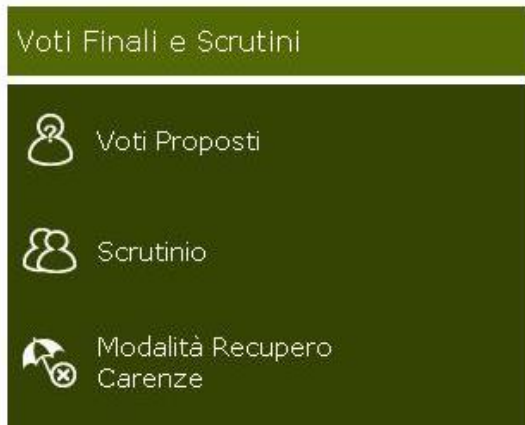 Voti Finali e Scrutini
Voti Proposti
Scrutinio
Modalità Recupero
Carenze